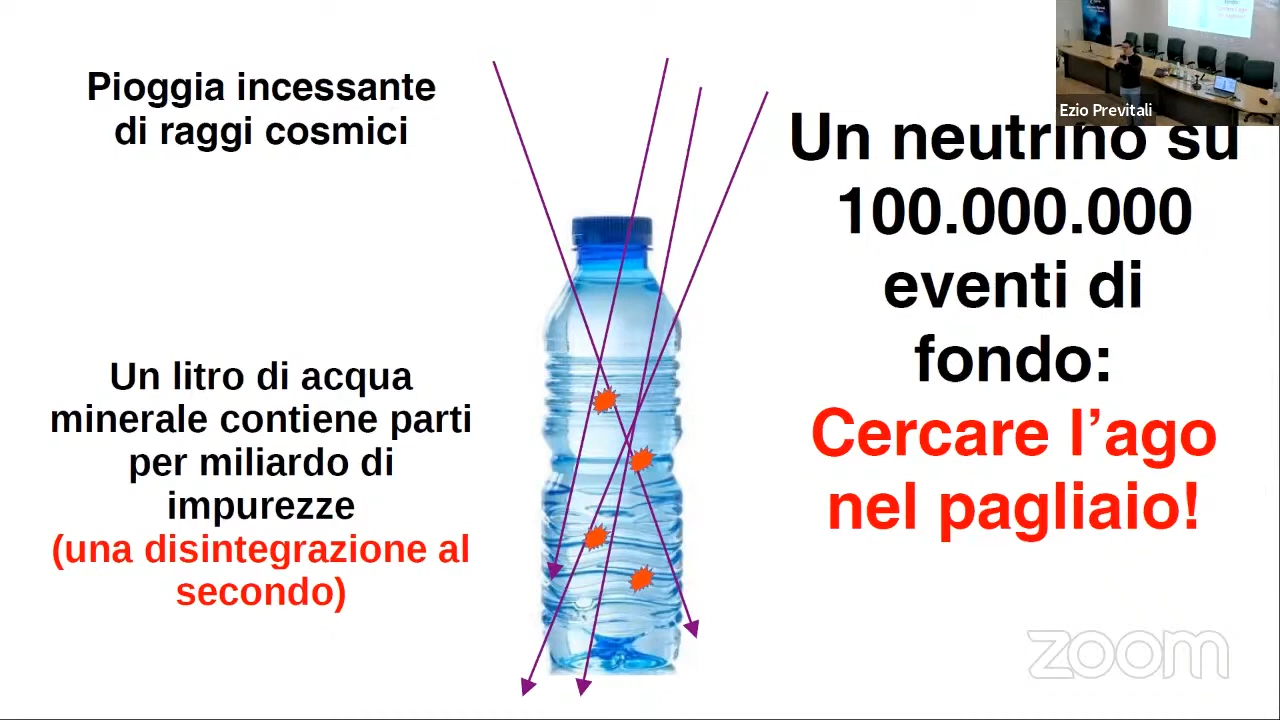 Pioggia incessante
di raggi cosmici
Un litro di acqua
minerale contiene parti
per miliardo di
impurezze
(una disintegrazione al
secondo)
Ezio Previtali
Un neutrino su
100.000.000
eventi di
fondo:
Cercare l’ago
nel pagliaio!
zoom